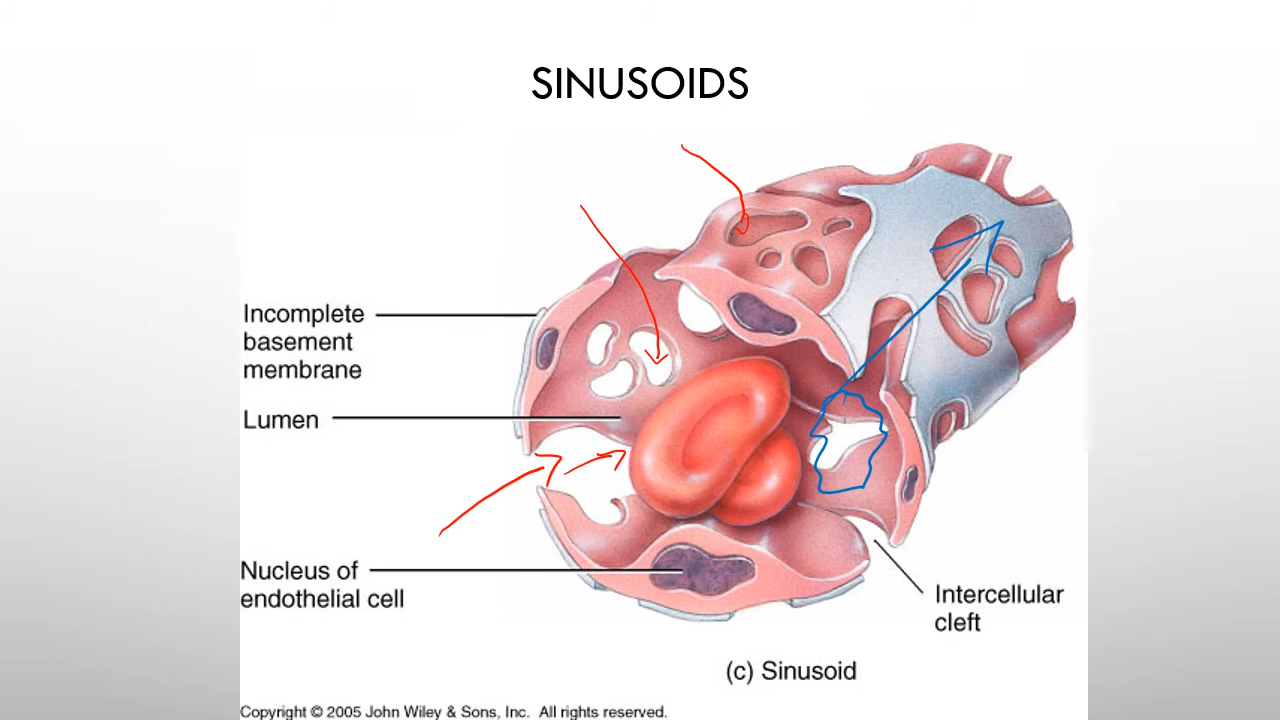 SINUSOIDS
Incomplete
basement
membrane
Lumen
Nucleus of
endothelial cell
Intercellular
cleft
(c) Sinusoid
Copyright © 2005 John Wiley & Sons, Inc. All rights reserved.